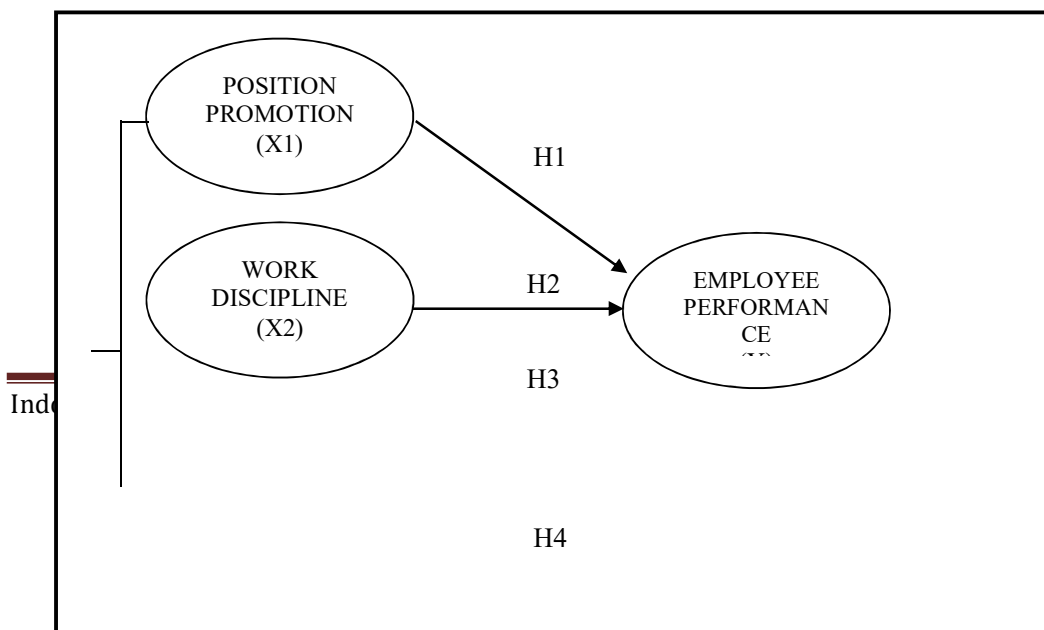 POSITION
PROMOTION
(X1)
H1
WORK
DISCIPLINE
(X2)
H2
EMPLOYEE
PERFORMAN
CE
H3
H4